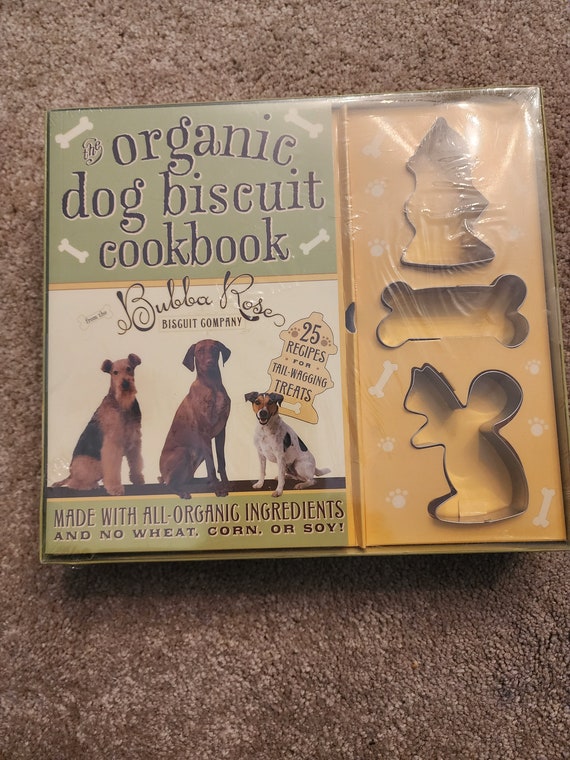 the organic
dog biscuit
cookbook
from the
Bubba Rose
BISCUIT COMPANY
25
RECIPES
FOR
TAIL-WAGGING
TREATS
MADE WITH ALL-ORGANIC INGREDIENTS
AND NO WHEAT, CORN, OR SOY!